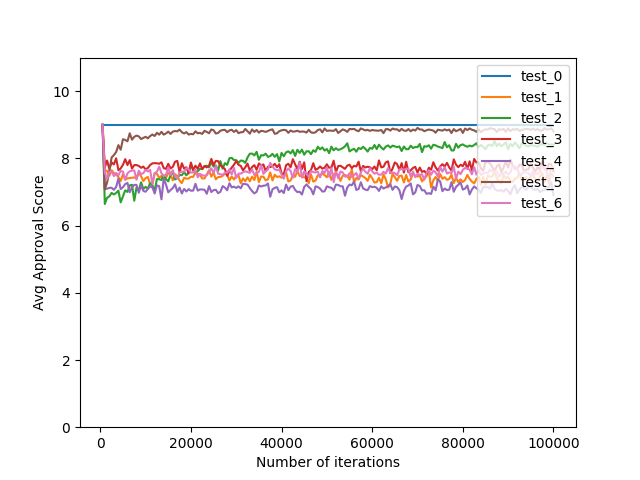 test_0
test_1
test_2
test_3
test_4
test_5
test_6
10
8
6
4
2
0
Avg Approval Score
0 20000 40000 60000 80000 100000
Number of iterations